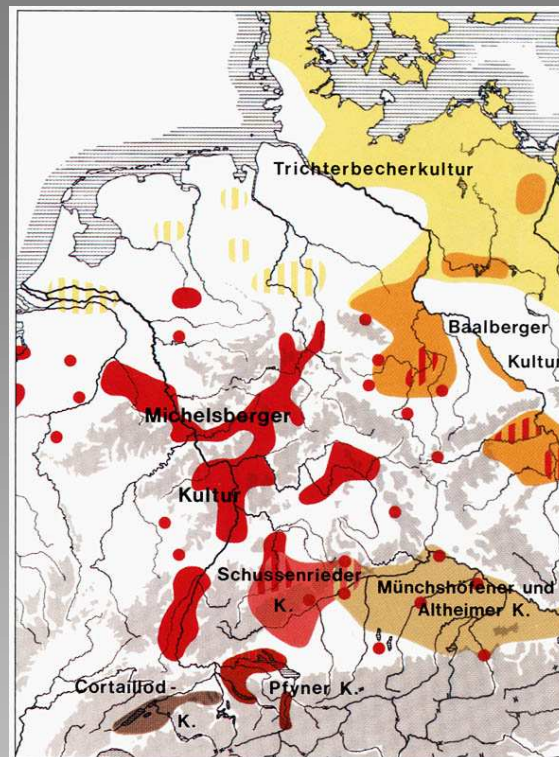 Trichterbecherkultur
Baalberger
Kultur
Michelsberger
Kultur
Schussenrieder
K.
Münchshöfener und
Altheimer K.
Cortaillod-
K.
Pfyner K.